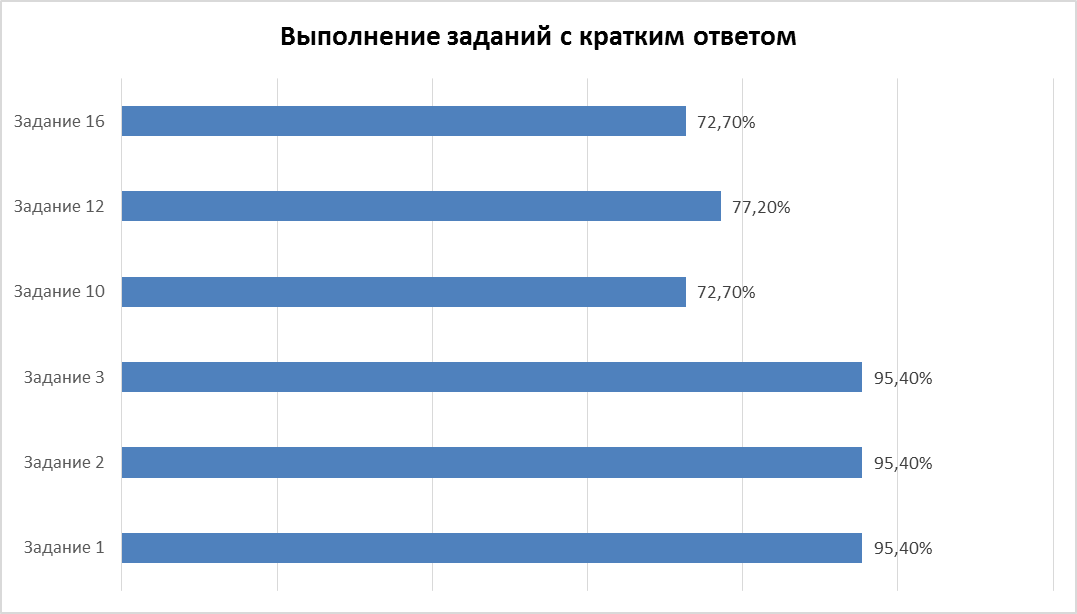 Выполнение заданий с кратким ответом
Задание 16 72,70%
Задание 12 77,20%
Задание 10 72,70%
Задание 3 95,40%
Задание 2 95,40%
Задание 1 95,40%